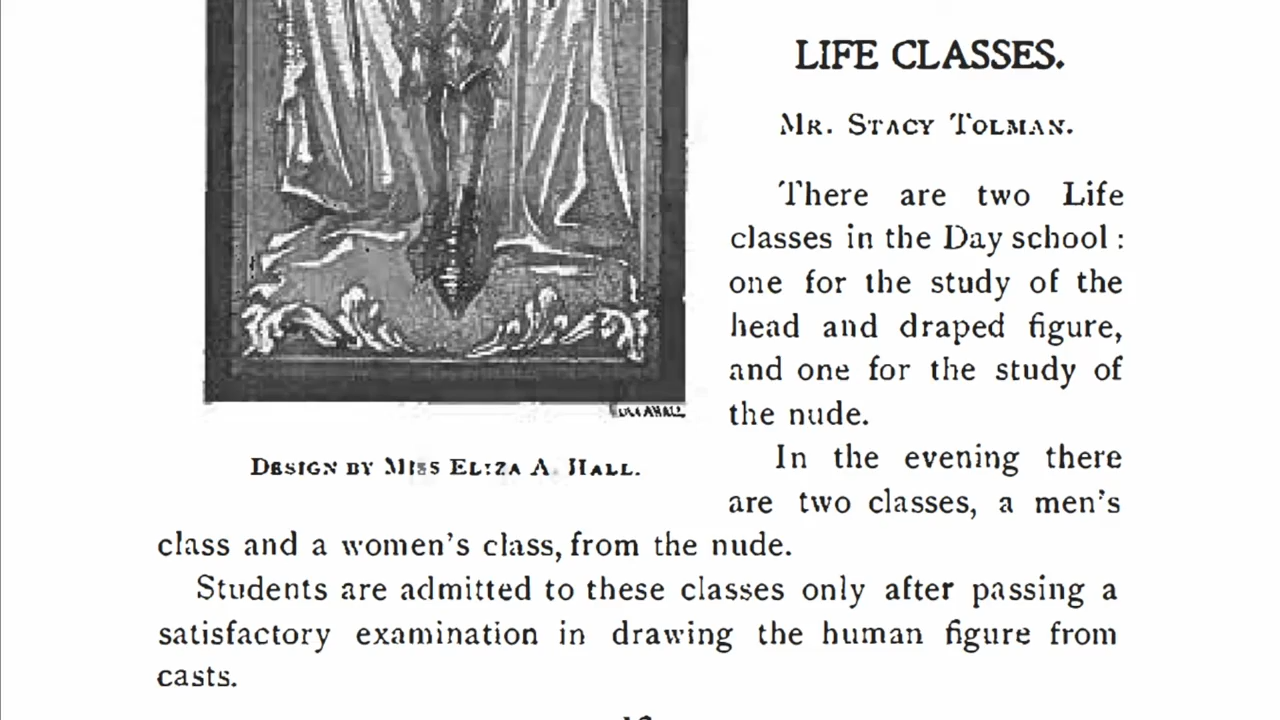 LIFE CLASSES.
MR. STACY TOLMAN.
There are two Life
classes in the Day school :
one for the study of the
head and draped figure,
and one for the study of
the nude.
In the evening there
are two classes, a men's
DESIGN BY MISS ELIZA A. HALL.
class and a women's class, from the nude.
Students are admitted to these classes only after passing a
satisfactory examination in drawing the human figure from
casts.